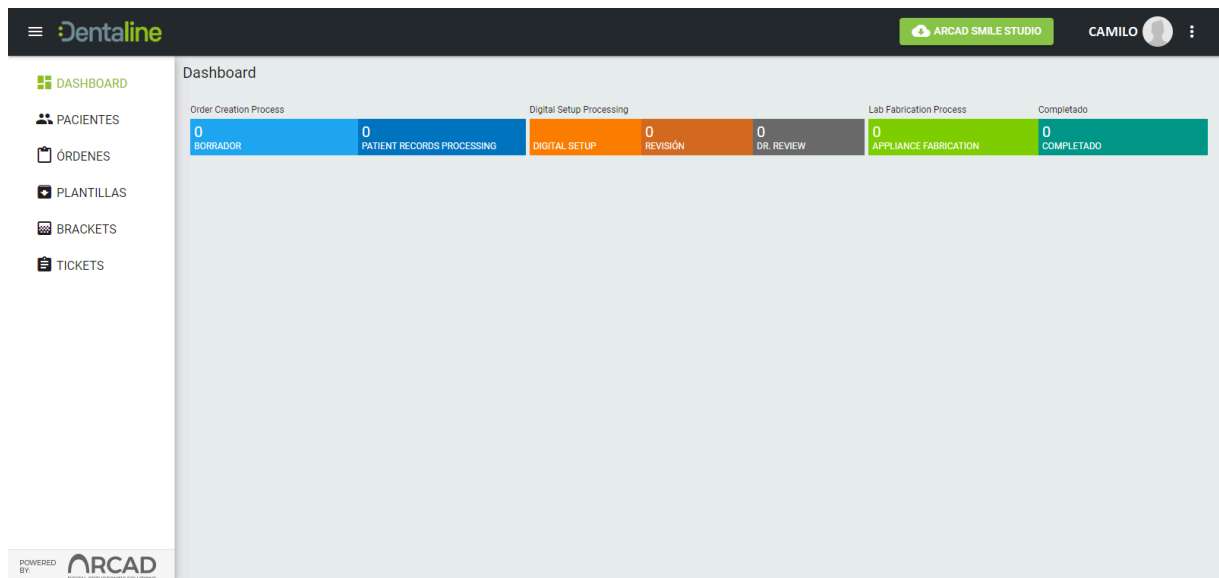 Dentaline
ARCAD SMILE STUDIO
CAMILO
DASHBOARD
PACIENTES
ÓRDENES
PLANTILLAS
BRACKETS
TICKETS
Dashboard
Order Creation Process
Digital Setup Processing
Lab Fabrication Process
Completado
0
BORRADOR
0
PATIENT RECORDS PROCESSING
DIGITAL SETUP
0
REVISIÓN
0
DR. REVIEW
0
APPLIANCE FABRICATION
0
COMPLETADO
POWERED
BY:
ARCAD